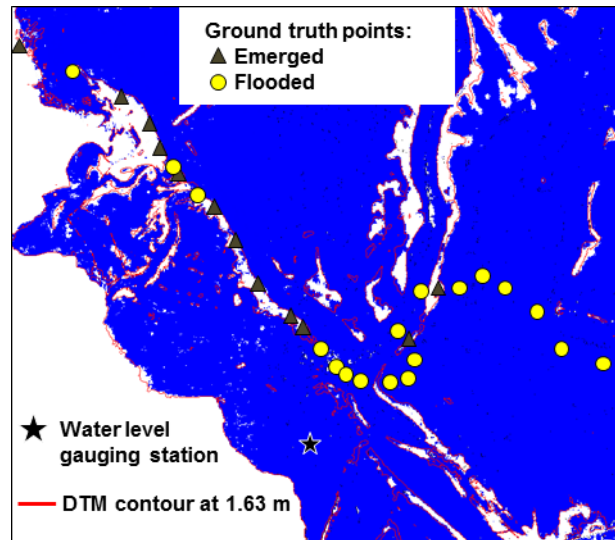 Ground truth points:
Emerged
Flooded
Water level
gauging station
DTM contour at 1.63 m